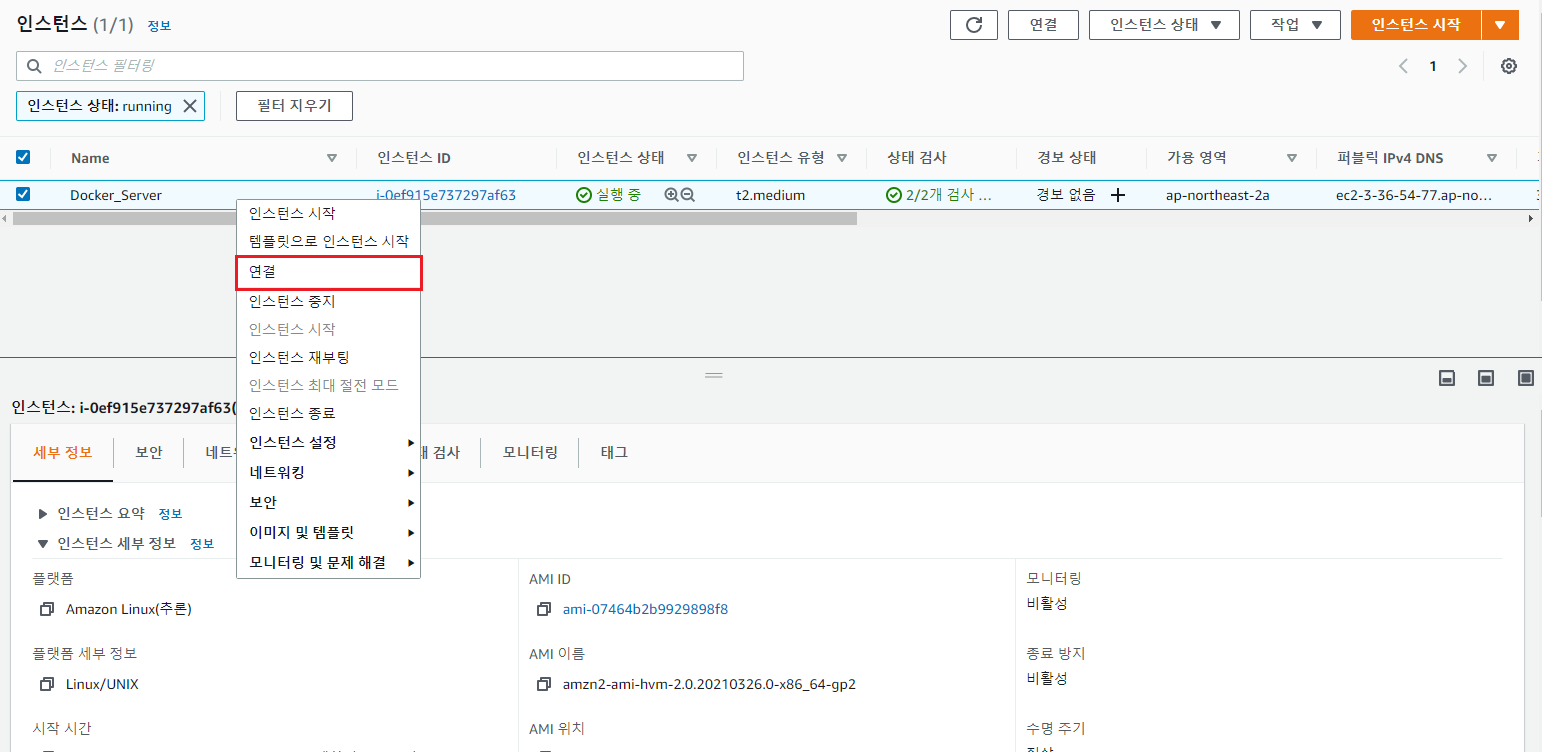 인스턴스 (1/1) 정보
연결
인스턴스 상태
작업
인스턴스 시작
인스턴스 필터링
1
인스턴스 상태: running
필터 지우기
Name 인스턴스 ID 인스턴스 상태 인스턴스 유형 상태 검사 경보 상태 가용 영역 퍼블릭 IPv4 DNS
Docker_Server i-0ef915e737297af63 실행 중 t2.medium 2/2개 검사 ... 경보 없음 ap-northeast-2a ec2-3-36-54-77.ap-no...
인스턴스 시작
템플릿으로 인스턴스 시작
연결
인스턴스 중지
인스턴스 시작
인스턴스 재부팅
인스턴스 최대 절전 모드
인스턴스 종료
인스턴스 설정
네트워킹
보안
이미지 및 템플릿
모니터링 및 문제 해결
인스턴스: i-0ef915e737297af63(
세부 정보 보안 검사 모니터링 태그
인스턴스 요약 정보
인스턴스 세부 정보 정보
플랫폼
Amazon Linux(추론)
AMI ID
ami-07464b2b9929898f8
모니터링
비활성
플랫폼 세부 정보
Linux/UNIX
AMI 이름
amzn2-ami-hvm-2.0.20210326.0-x86_64-gp2
종료 방지
비활성
시작 시간
AMI 위치
수명 주기